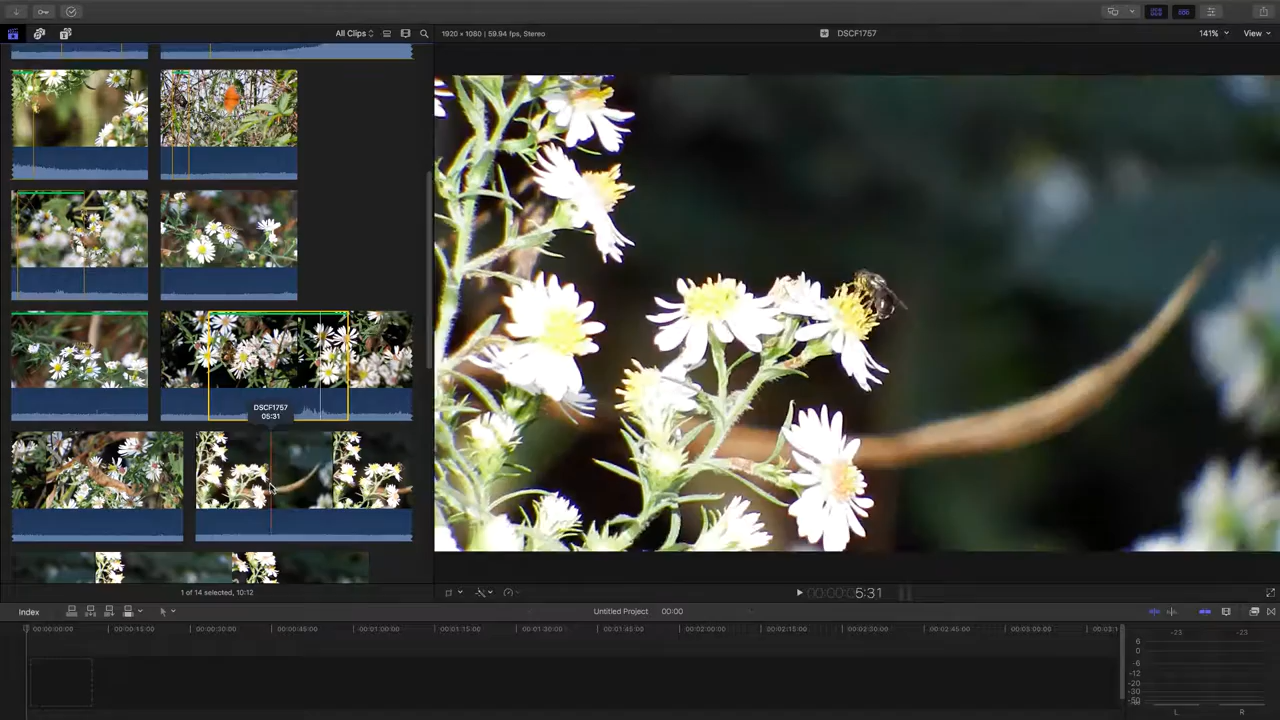 All Clips
1920 × 1080 | 59.94 fps, Stereo
DSCF1757
141%
View
DSCF1757
05:31
1 of 14 selected, 10:12
5:31
Index
Untitled Project
00:00
00:00:00:00
00:00:15:00
00:00:30:00
00:00:45:00
00:01:00:00
00:01:15:00
00:01:30:00
00:01:45:00
00:02:00:00
00:02:15:00
00:02:30:00
00:02:45:00
00:03:00:00
-23
-23
6
0
-6
-12
-20
-30
-50
L
R